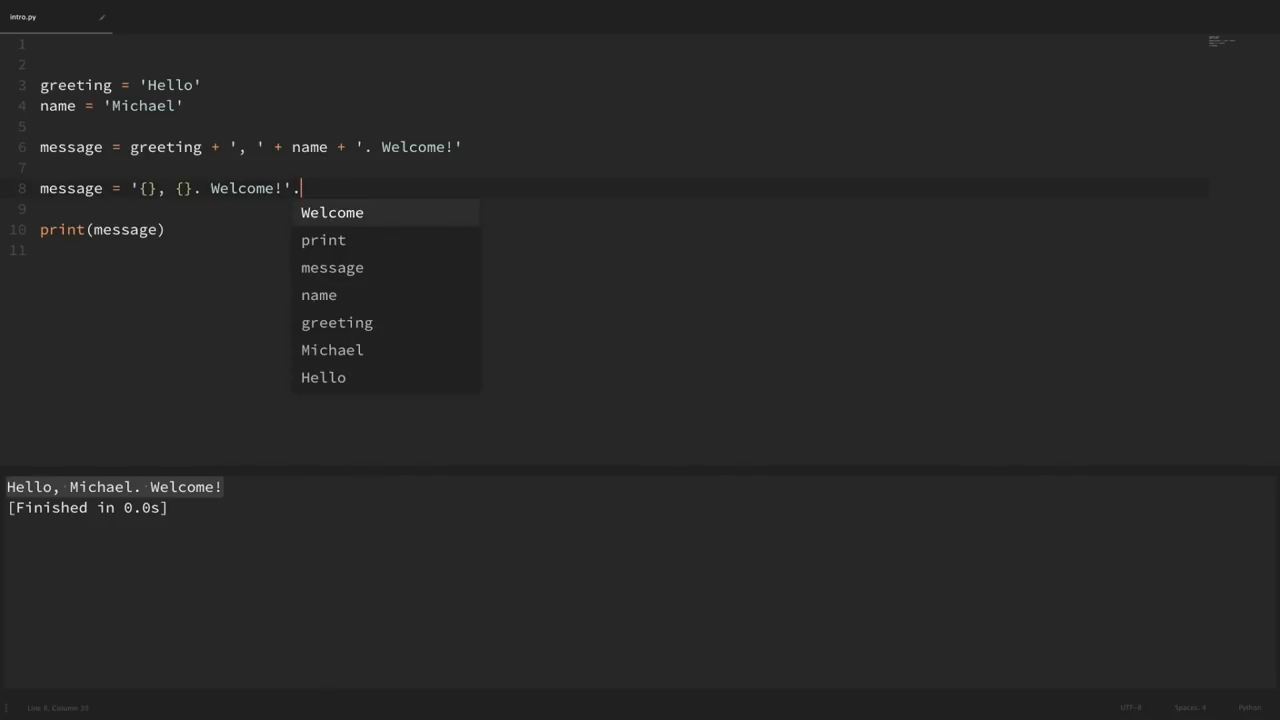 intro.py
1
2
3 greeting = 'Hello'
4 name = 'Michael'
5
6 message = greeting + ', ' + name + '. Welcome!'
7
8 message = '{}, {}. Welcome!'.
Welcome
9
10 print(message)
print
11
message
name
greeting
Michael
Hello
Hello, Michael. Welcome!
[Finished in 0.0s]
Line 8, Column 30
UTF-8
Spaces: 4
Python